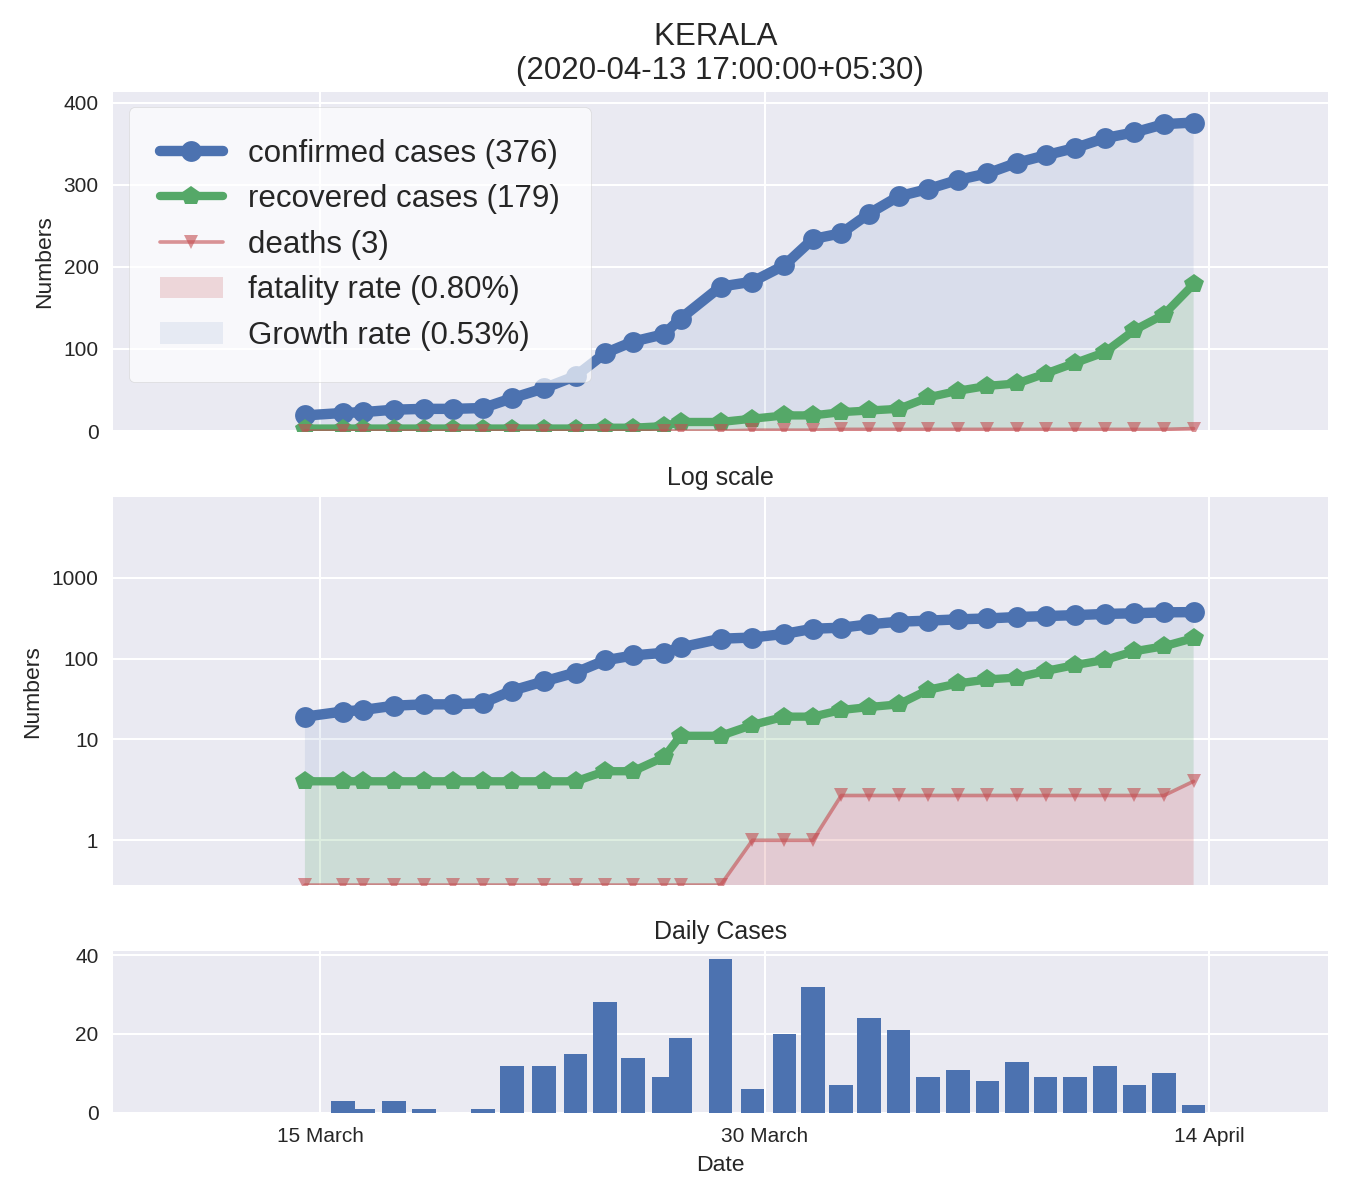 KERALA
(2020-04-13 17:00:00+05:30)
400
300
200
100
0
Numbers
confirmed cases (376)
recovered cases (179)
deaths (3)
fatality rate (0.80%)
Growth rate (0.53%)
Log scale
1000
100
10
1
Numbers
Daily Cases
40
20
0
15 March
30 March
14 April
Date